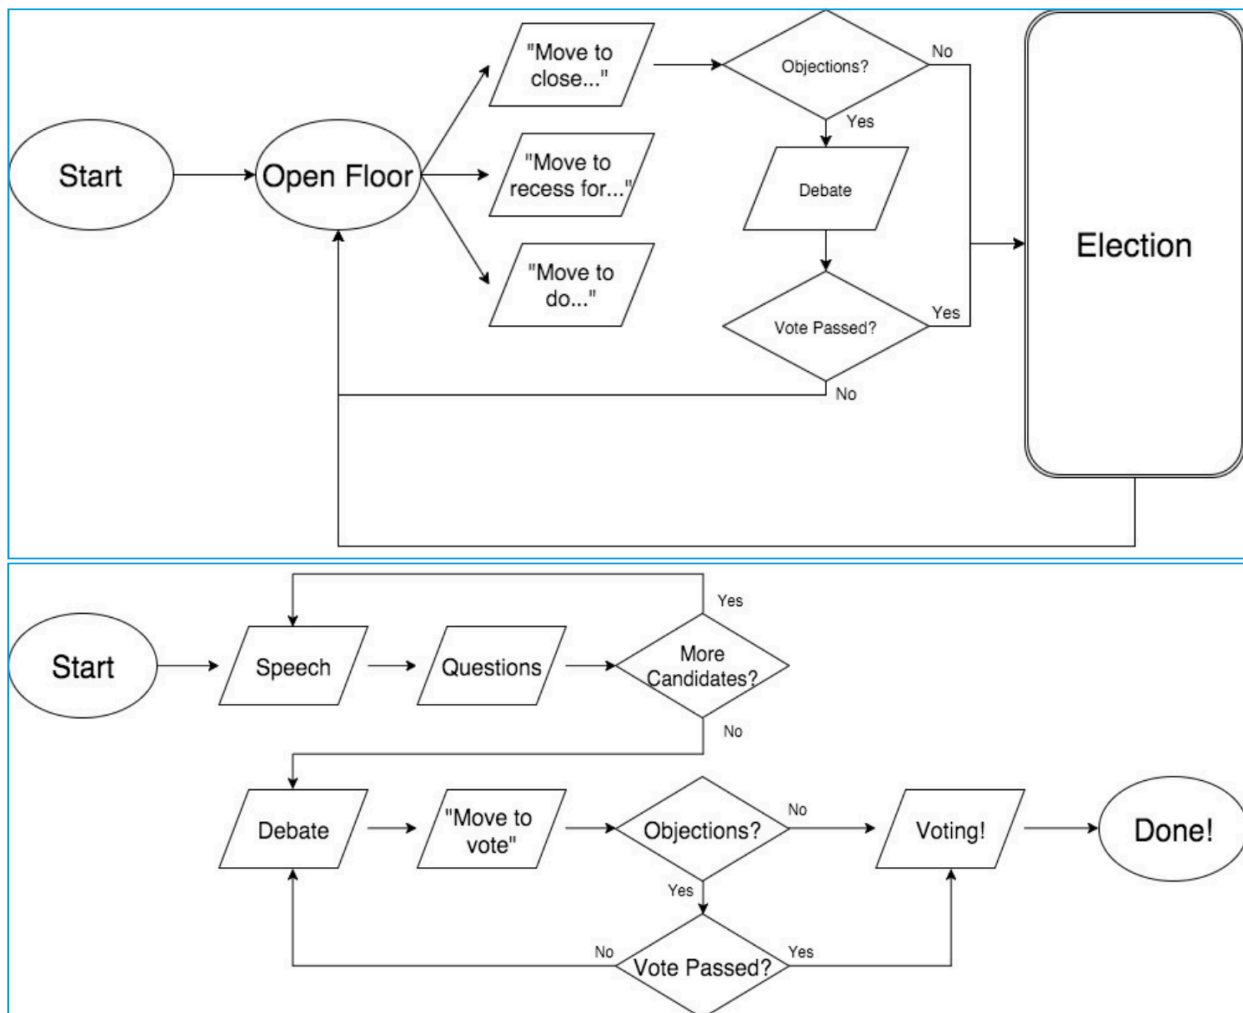 Start
Open Floor
"Move to
close..."
"Move to
recess for..."
"Move to
do..."
Objections?
No
Yes
Debate
Vote Passed?
Yes
No
Election
Start
Speech
Questions
More
Candidates?
Yes
No
Debate
"Move to
vote"
Objections?
No
Yes
Vote Passed?
No
Yes
Voting!
Done!